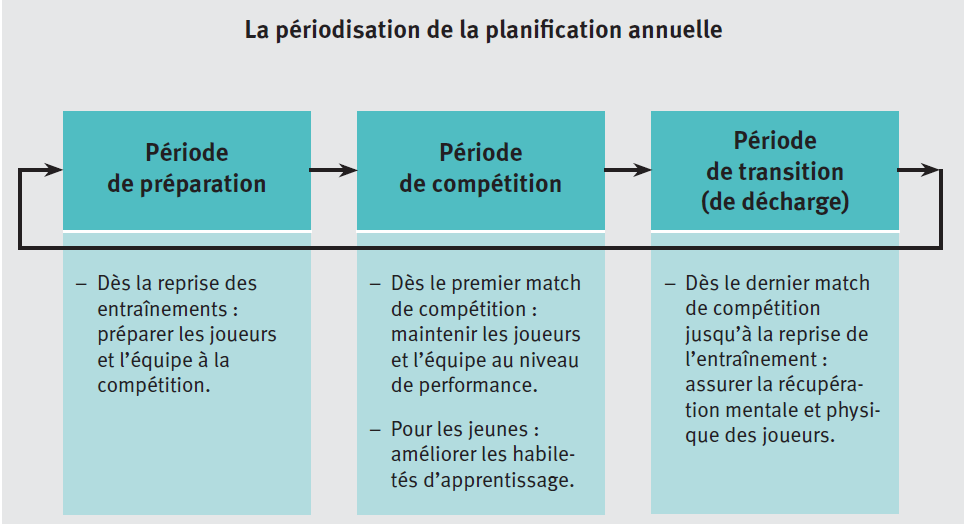 La périodisation de la planification annuelle
Période
de préparation
– Dès la reprise des
entraînements :
préparer les joueurs
et l’équipe à la
compétition.
Période
de compétition
– Dès le premier match
de compétition :
maintenir les joueurs
et l’équipe au niveau
de performance.
– Pour les jeunes :
améliorer les habile-
tés d’apprentissage.
Période
de transition
(de décharge)
– Dès le dernier match
de compétition
jusqu’à la reprise de
l’entraînement :
assurer la récupéra-
tion mentale et physi-
que des joueurs.